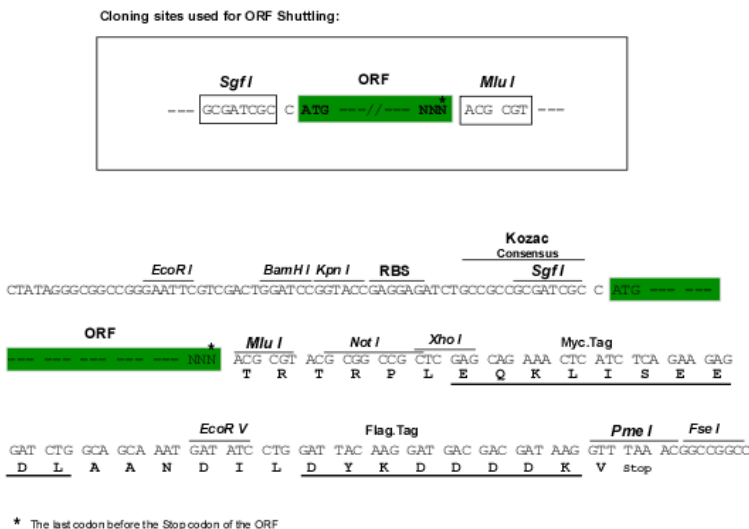 Cloning sites used for ORF Shuttling:
Sgf I ORF Mlu I
*
--- GCGATCGC C ATG ---//--- NNN ACG CGT ---
Kozac
Consensus
EcoR I BamH I Kpn I RBS Sgf I
CTATAGGGCGGCCGGGAATTCGTCGACTGGATCCGGTACCGAGGAGATCTGCCGCCGCGATCGC C ATG --- ---
ORF
* Mlu I Not I Xho I Myc.Tag
--- --- --- --- --- NNN ACG CGT ACG CGG CCG CTC GAG CAG AAA CTC ATC TCA GAA GAG
T R T R P L E Q K L I S E E
EcoR V Flag.Tag Pme I Fse I
GAT CTG GCA GCA AAT GAT ATC CTG GAT TAC AAG GAT GAC GAC GAT AAG GTT TAA ACGGCCGGCC
D L A A N D I L D Y K D D D D K V Stop
* The last codon before the Stop codon of the ORF